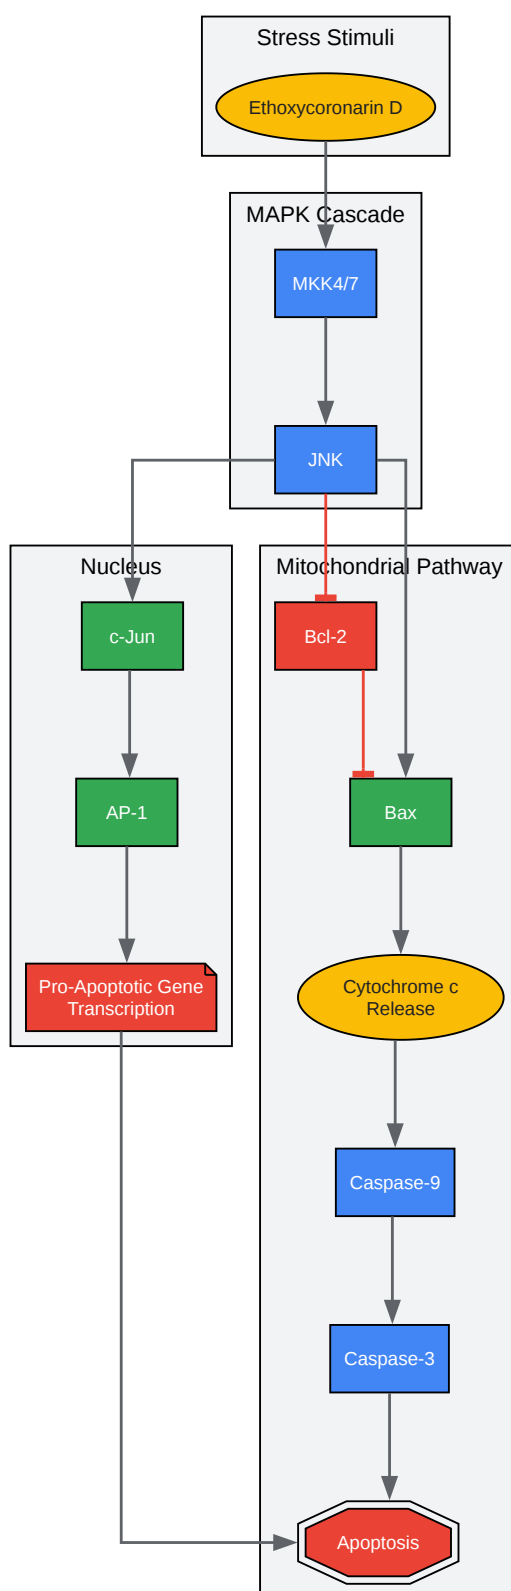 Stress Stimuli
Ethoxycoronarin D
MAPK Cascade
MKK4/7
JNK
Nucleus
Mitochondrial Pathway
c-Jun
Bcl-2
AP-1
Bax
Pro-Apoptotic Gene
Transcription
Cytochrome c
Release
Caspase-9
Caspase-3
Apoptosis